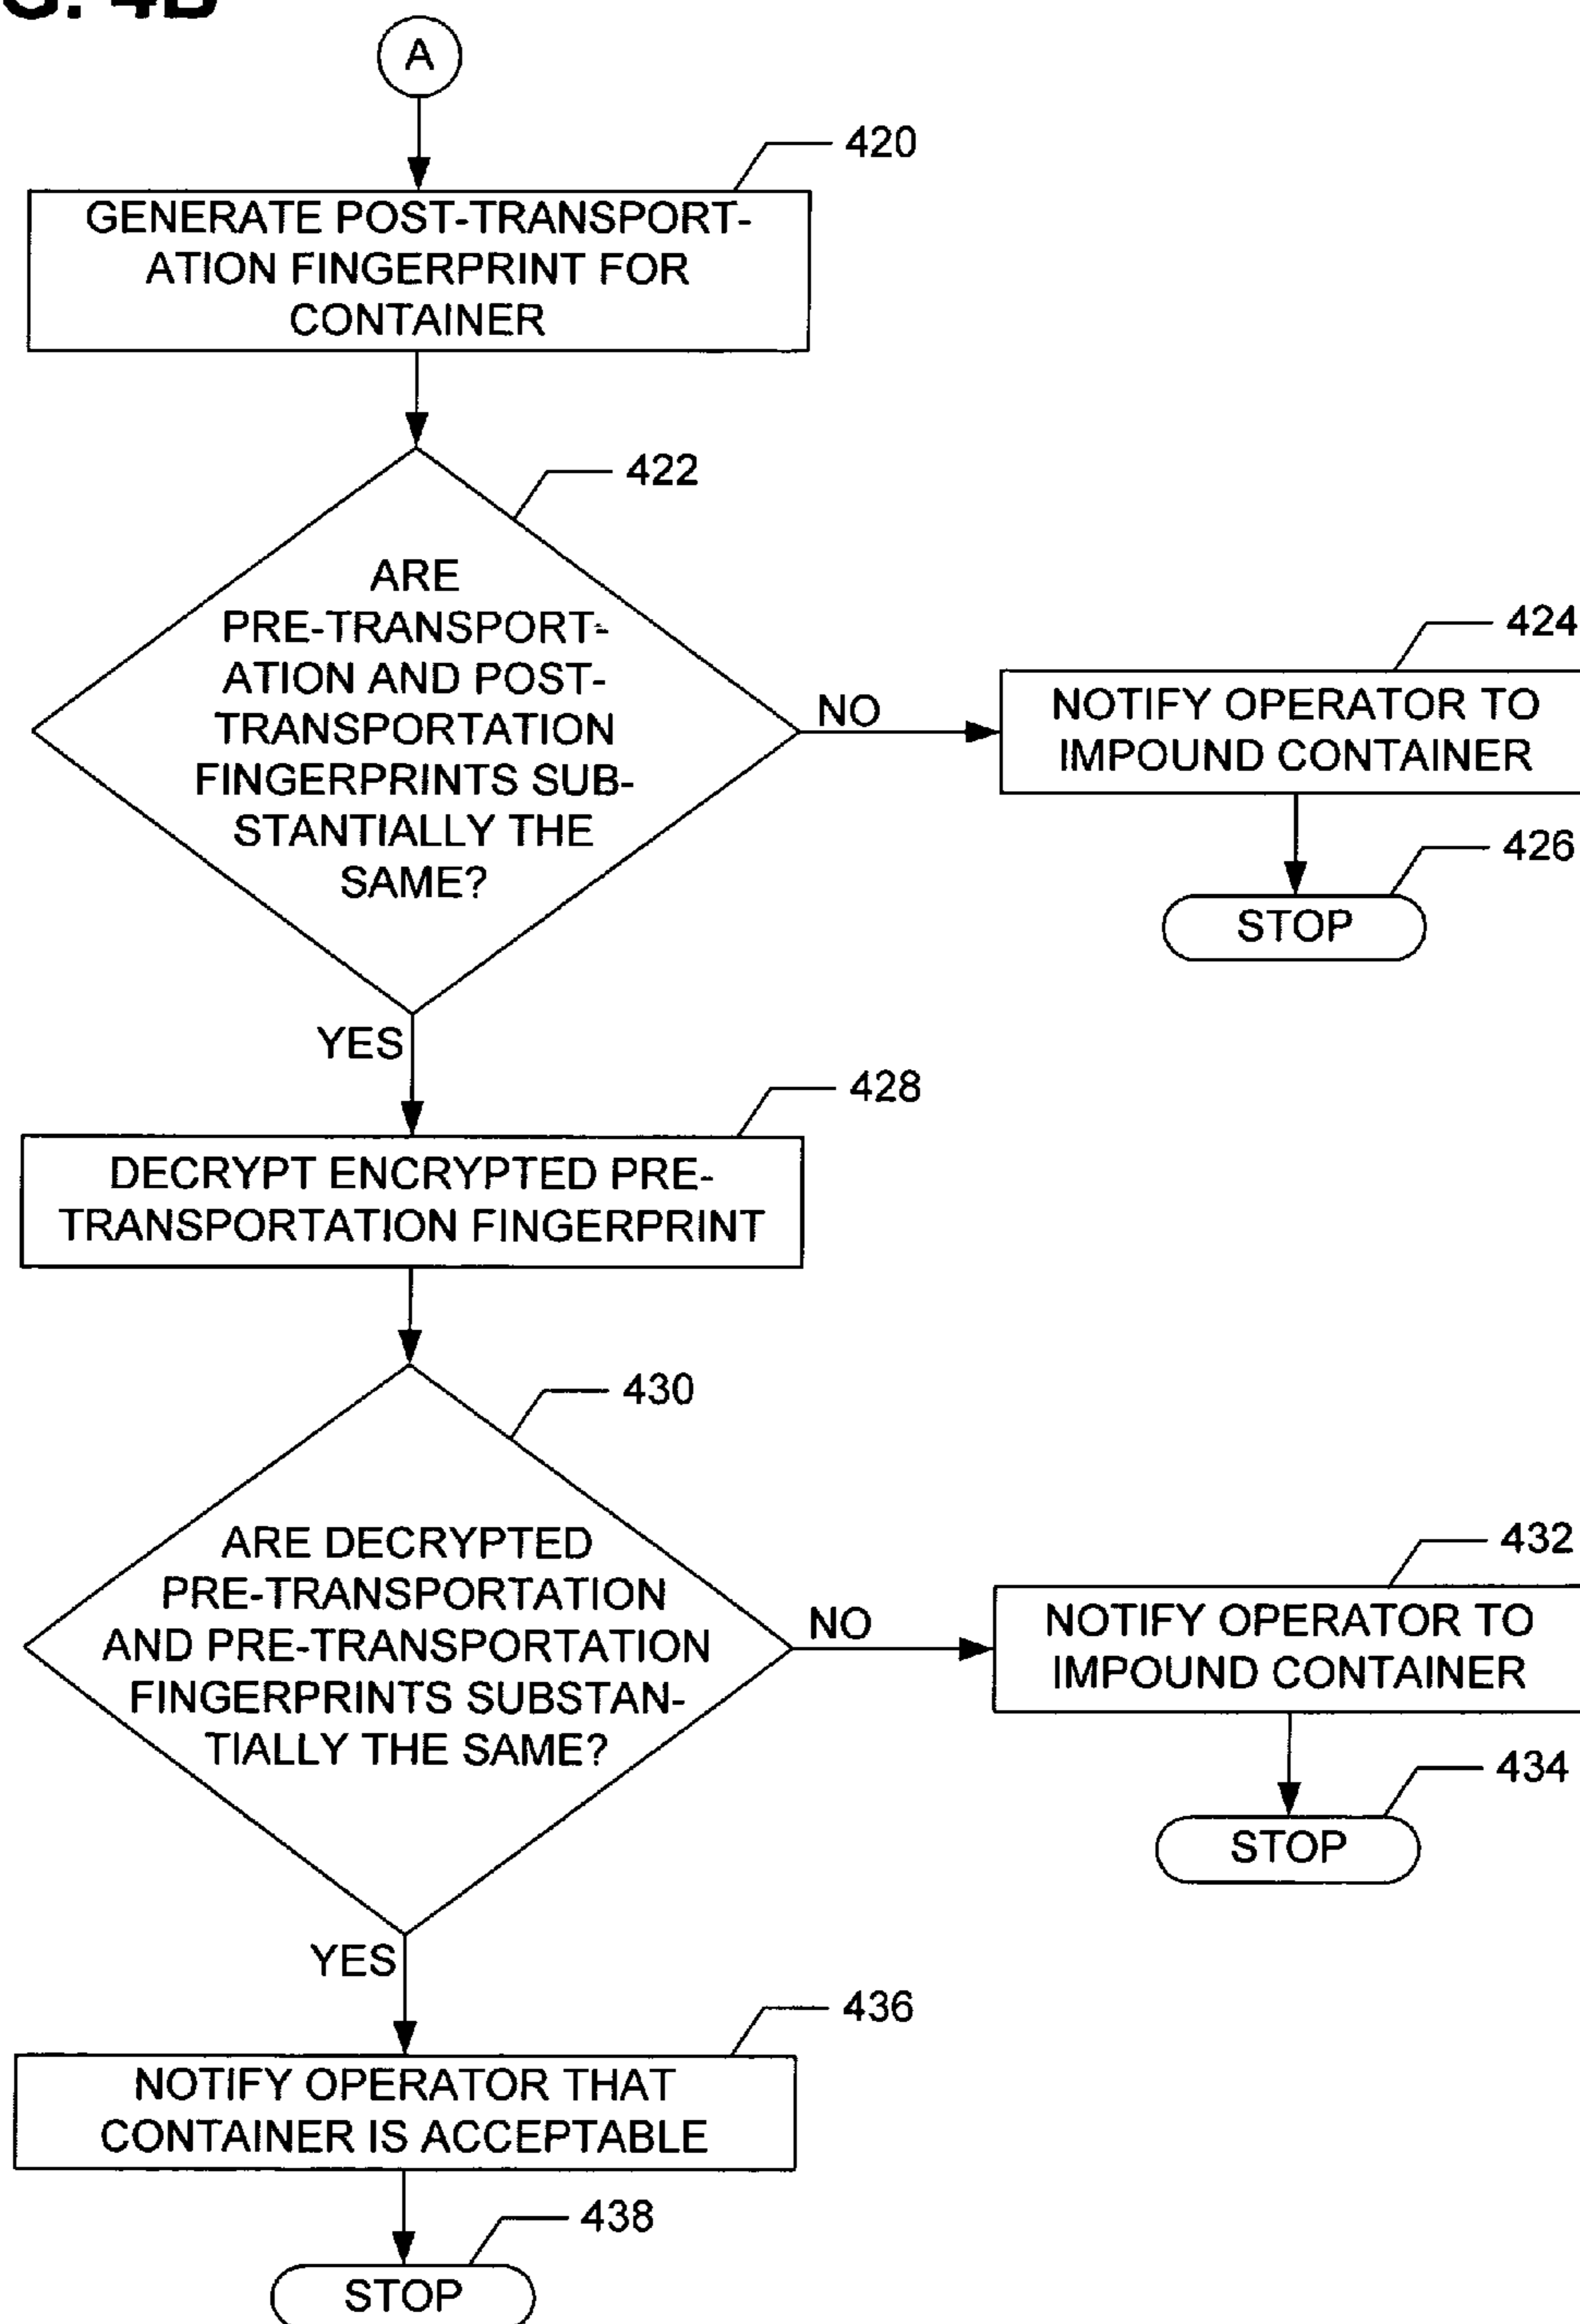 A
420
GENERATE POST-TRANSPORT-
ATION FINGERPRINT FOR
CONTAINER
422
ARE
PRE-TRANSPORT-
ATION AND POST-
TRANSPORTATION
FINGERPRINTS SUB-
STANTIALLY THE
SAME?
NO
424
NOTIFY OPERATOR TO
IMPOUND CONTAINER
426
STOP
YES
428
DECRYPT ENCRYPTED PRE-
TRANSPORTATION FINGERPRINT
430
ARE DECRYPTED
PRE-TRANSPORTATION
AND PRE-TRANSPORTATION
FINGERPRINTS SUBSTAN-
TIALLY THE SAME?
NO
432
NOTIFY OPERATOR TO
IMPOUND CONTAINER
434
STOP
YES
436
NOTIFY OPERATOR THAT
CONTAINER IS ACCEPTABLE
438
STOP